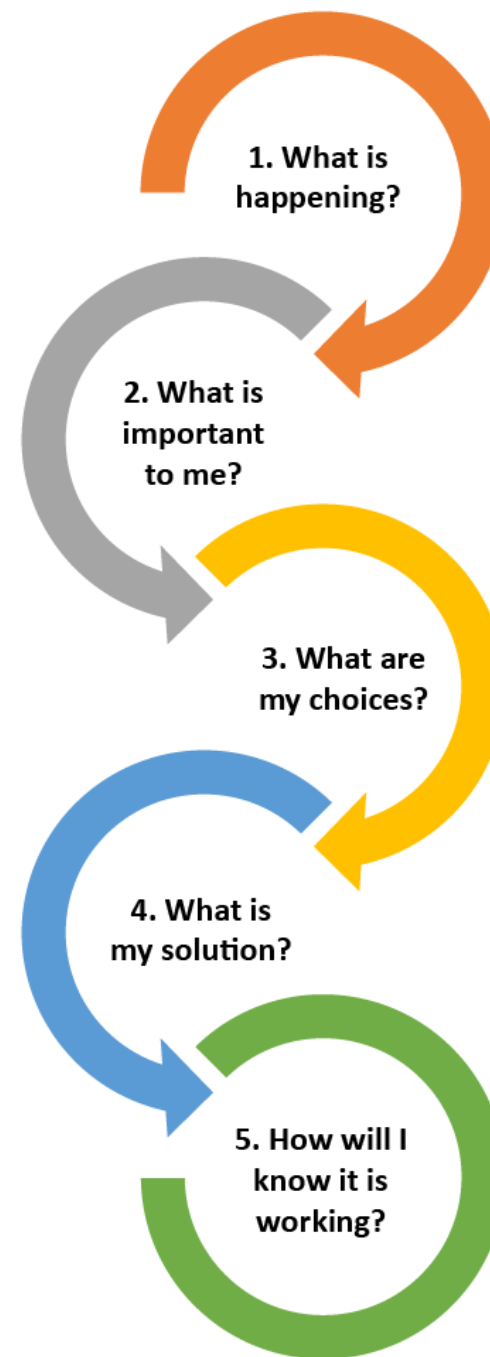 1. What is
happening?
2. What is
important
to me?
3. What are
my choices?
4. What is
my solution?
5. How will I
know it is
working?